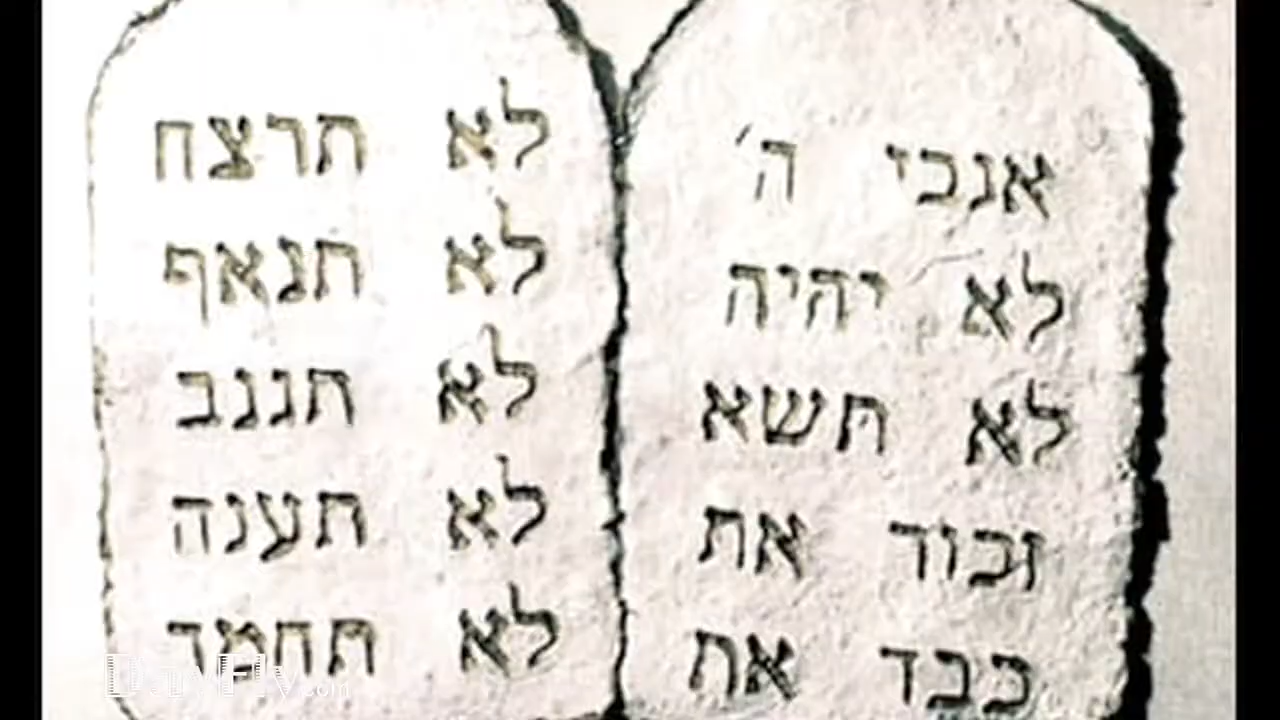 אנכי ה'
לא יהיה
לא תשא
זכור את
כבד את
לא תרצח
לא תנאף
לא תגנב
לא תענה
לא תחמד